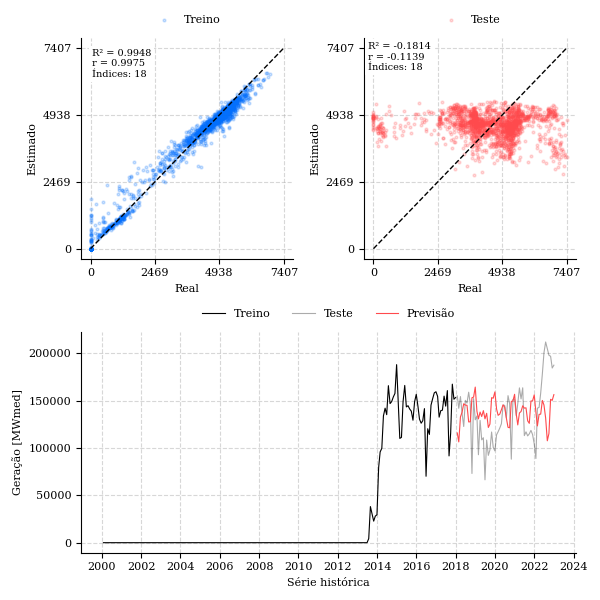 Treino
Teste
R² = 0.9948
r = 0.9975
Índices: 18
R² = -0.1814
r = -0.1139
Índices: 18
Estimado
7407
4938
2469
0
0 2469 4938 7407
Real
Estimado
7407
4938
2469
0
0 2469 4938 7407
Real
Treino Teste Previsão
Geração [MWmed]
200000
150000
100000
50000
0
2000 2002 2004 2006 2008 2010 2012 2014 2016 2018 2020 2022 2024
Série histórica